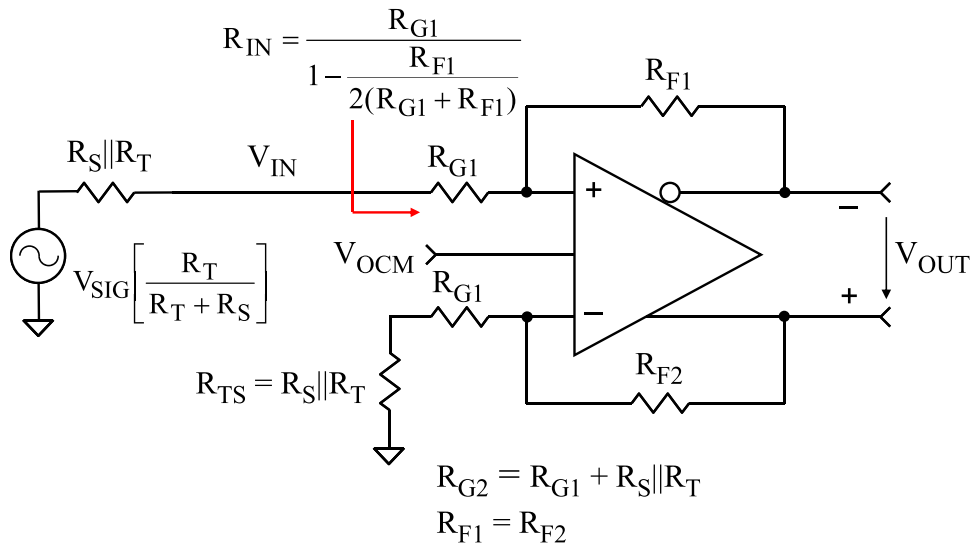 R_IN = R_G1 / (1 − R_F1 / (2(R_G1 + R_F1)))
R_F1
R_S||R_T
V_IN
R_G1
+
−
V_OCM
V_OUT
V_SIG[R_T / (R_T + R_S)]
R_G1
−
+
R_TS = R_S||R_T
R_F2
R_G2 = R_G1 + R_S||R_T
R_F1 = R_F2